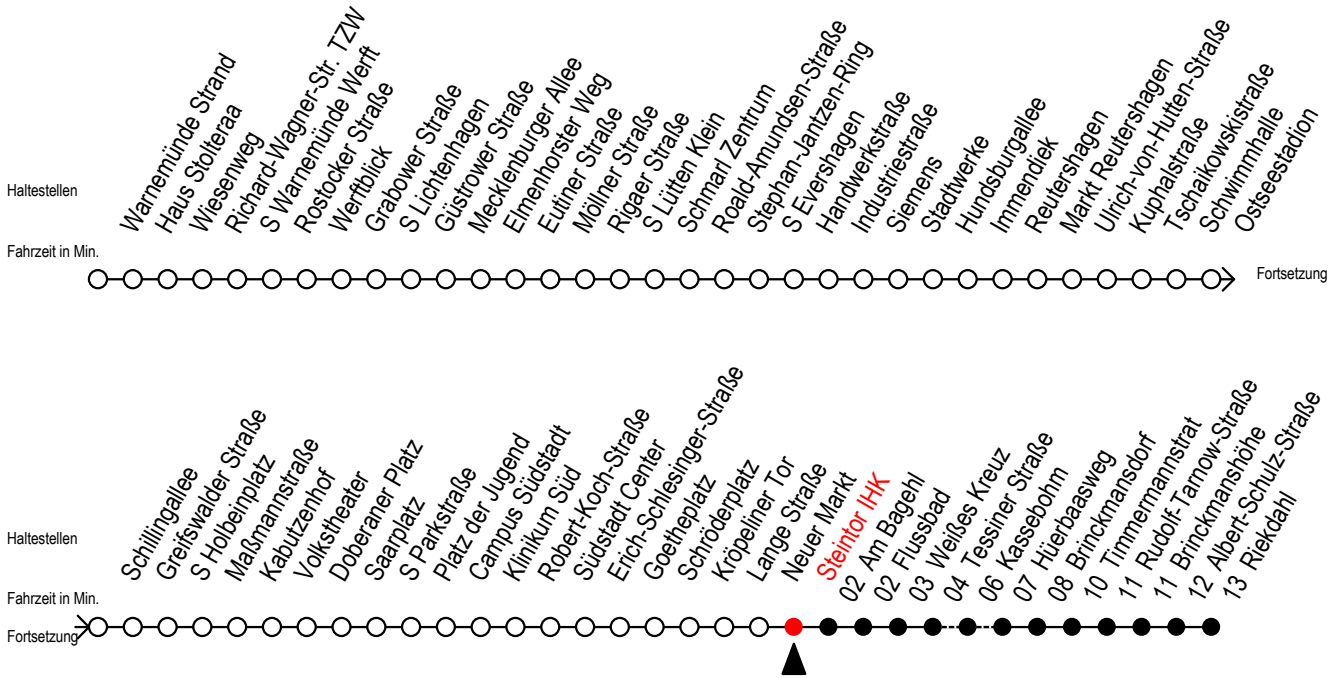 Haltestellen
Warnemünde Strand
Haus Stolteraa
Wiesenweg
Richard-Wagner-Str. TZW
S Warnemünde Werft
Rostocker Straße
Werftblick
Grabower Straße
S Lichtenhagen
Güstrower Straße
Mecklenburger Allee
Elmenhorster Weg
Eutiner Straße
Möllner Straße
Rigaer Straße
S Lütten Klein
Schmarl Zentrum
Roald-Amundsen-Straße
Stephan-Jantzen-Ring
S Evershagen
Handwerkstraße
Industriestraße
Siemens
Stadtwerke
Hundsburgallee
Immendiek
Reutershagen
Markt Reutershagen
Ulrich-von-Hutten-Straße
Kuphalstraße
Tschaikowskistraße
Schwimmhalle
Ostseestadion
Fahrzeit in Min.
Fortsetzung
Haltestellen
Schillingallee
Greifswalder Straße
S Holbeinplatz
Maßmannstraße
Kabutzenhof
Volkstheater
Doberaner Platz
Saarplatz
S Parkstraße
Platz der Jugend
Campus Südstadt
Klinikum Süd
Robert-Koch-Straße
Südstadt Center
Erich-Schlesinger-Straße
Goetheplatz
Schröderplatz
Kröpeliner Tor
Lange Straße
Neuer Markt
Steintor IHK
02 Am Bagehl
02 Flussbad
03 Weißes Kreuz
04 Tessiner Straße
06 Kassebohm
07 Hüerbaasweg
08 Brinckmansdorf
10 Timmermannstrat
11 Rudolf-Tarnow-Straße
11 Brinckmanshöhe
12 Albert-Schulz-Straße
13 Riekdahl
Fahrzeit in Min.
Fortsetzung